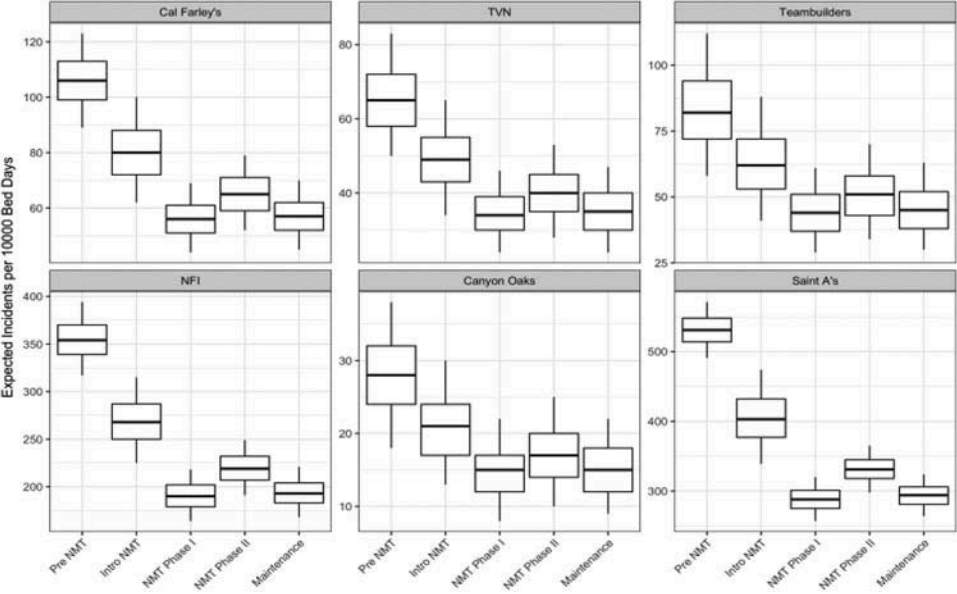 Cal Farley's
TVN
Teambuilders
Expected Incidents per 10000 Bed Days
120
100
80
60
80
60
40
100
75
50
25
NFI
Canyon Oaks
Saint A's
400
350
300
250
200
30
20
10
500
400
300
Pre NMT
Intro NMT
NMT Phase I
NMT Phase II
Maintenance
Pre NMT
Intro NMT
NMT Phase I
NMT Phase II
Maintenance
Pre NMT
Intro NMT
NMT Phase I
NMT Phase II
Maintenance